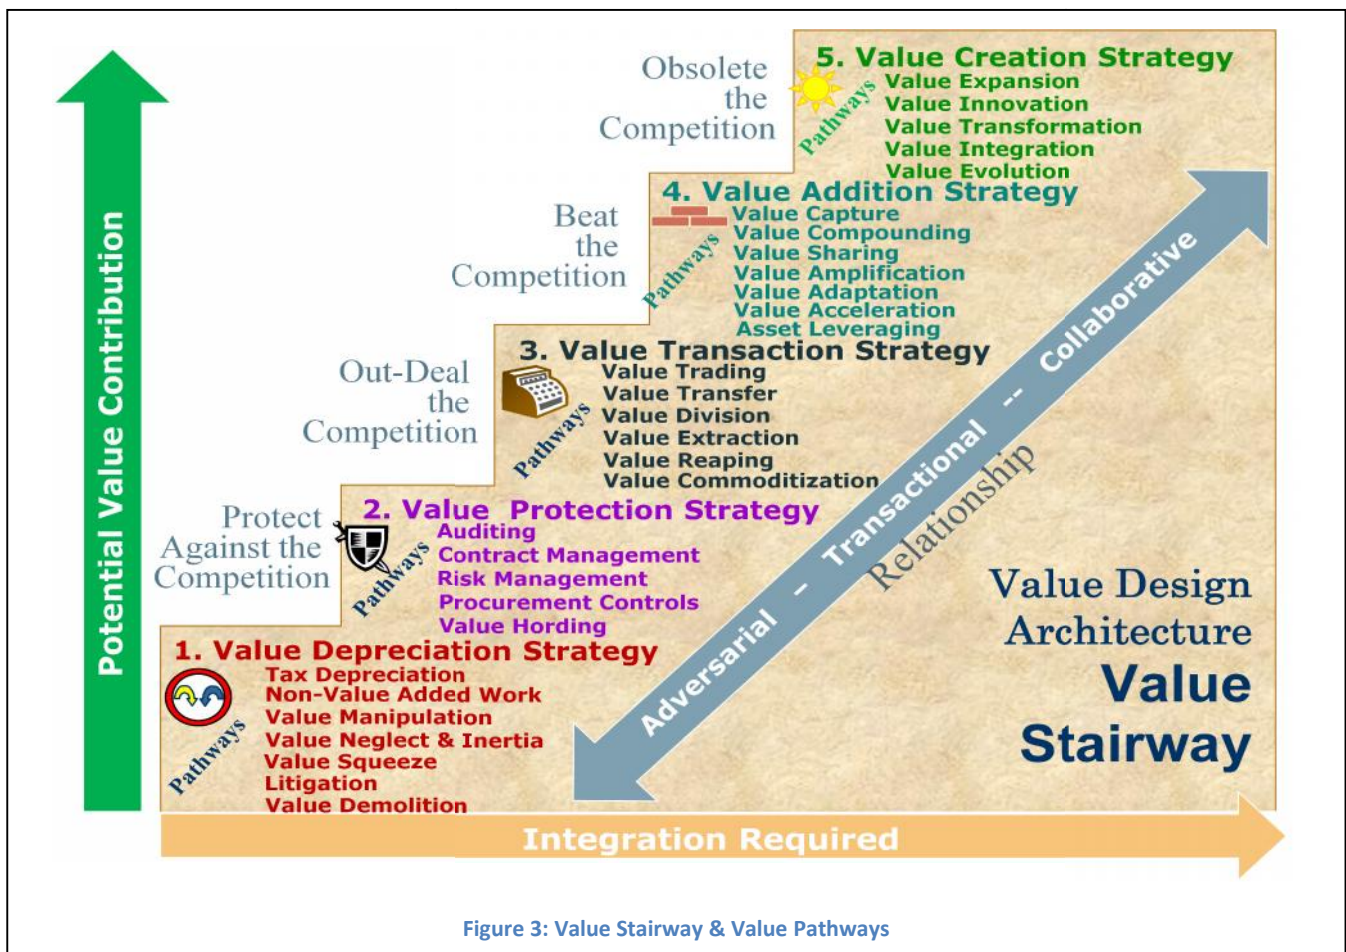 Potential Value Contribution
Obsolete
the
Competition
5. Value Creation Strategy
Pathways
Value Expansion
Value Innovation
Value Transformation
Value Integration
Value Evolution
Beat
the
Competition
4. Value Addition Strategy
Pathways
Value Capture
Value Compounding
Value Sharing
Value Amplification
Value Adaptation
Value Acceleration
Asset Leveraging
Out-Deal
the
Competition
3. Value Transaction Strategy
Pathways
Value Trading
Value Transfer
Value Division
Value Extraction
Value Reaping
Value Commoditization
Protect
Against the
Competition
2. Value Protection Strategy
Pathways
Auditing
Contract Management
Risk Management
Procurement Controls
Value Hording
1. Value Depreciation Strategy
Pathways
Tax Depreciation
Non-Value Added Work
Value Manipulation
Value Neglect & Inertia
Value Squeeze
Litigation
Value Demolition
Adversarial – Transactional -- Collaborative
Relationship
Value Design
Architecture
Value
Stairway
Integration Required
Figure 3: Value Stairway & Value Pathways